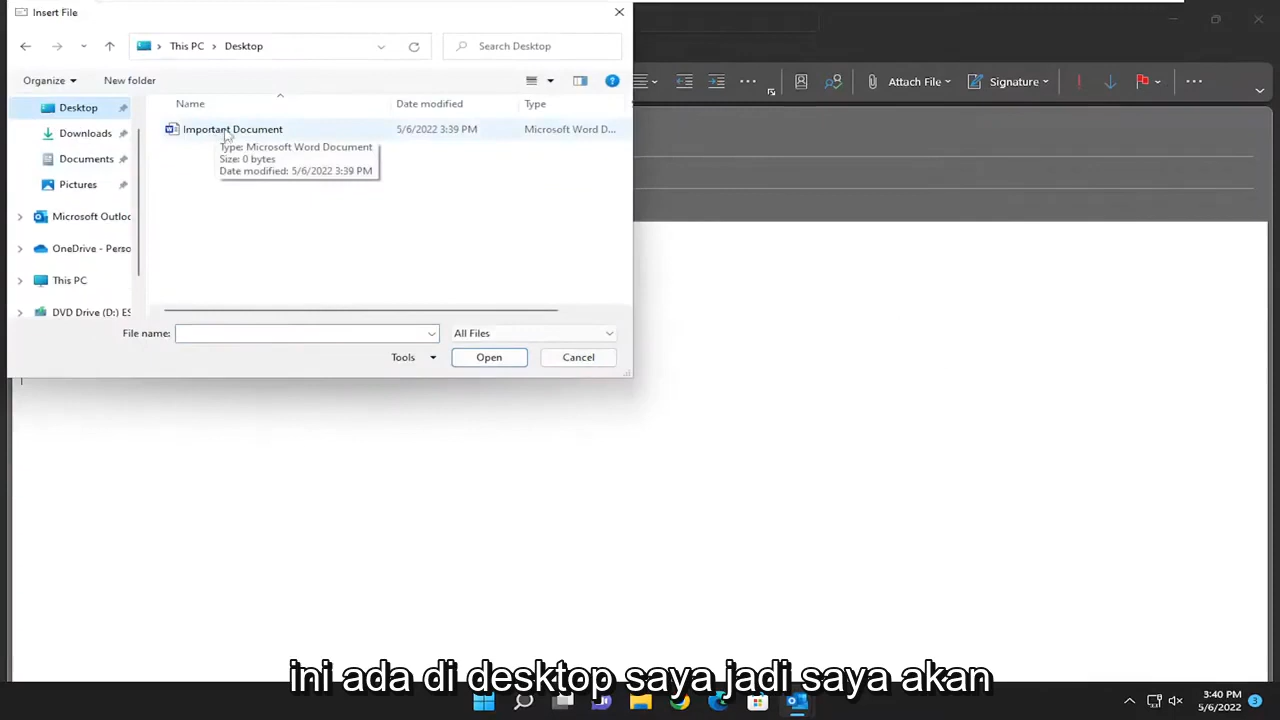 Insert File
This PC > Desktop
Search Desktop
Organize
New folder
Name
Date modified
Type
Desktop
Important Document
5/6/2022 3:39 PM
Microsoft Word D...
Type: Microsoft Word Document
Size: 0 bytes
Date modified: 5/6/2022 3:39 PM
Downloads
Documents
Pictures
Microsoft Outloo
OneDrive - Perso
This PC
DVD Drive (D:) ES
File name:
All Files
Tools
Open
Cancel
Attach File
Signature
ini ada di desktop saya jadi saya akan
3:40 PM
5/6/2022
3